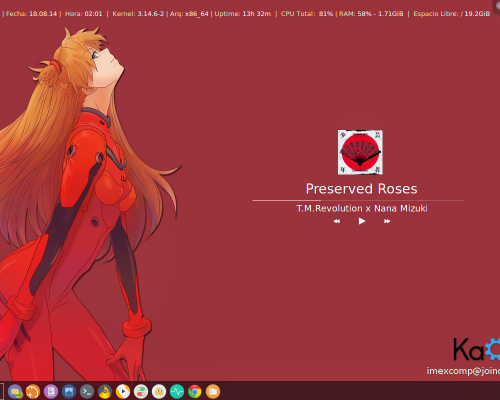 | Fecha: 18.08.14 | Hora: 02:01 | Kernel: 3.14.6-2 | Arq: x86_64 | Uptime: 13h 32m | CPU Total: 81% | RAM: 58% - 1.71GIB | Espacio Libre: / 19.2GiB
Preserved Roses
T.M.Revolution x Nana Mizuki
Ka
imexcomp@joind